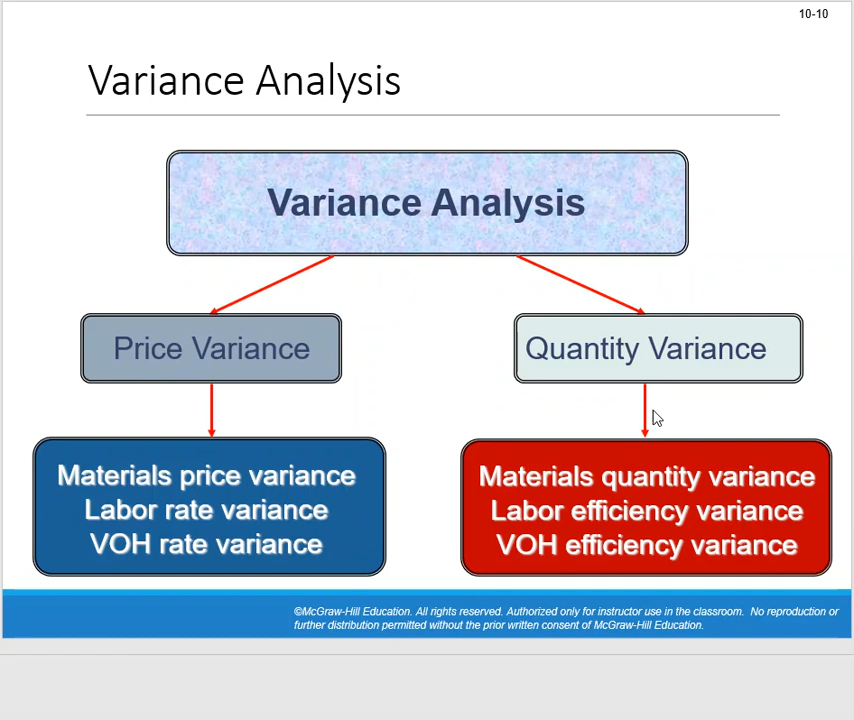 10-10
Variance Analysis
Variance Analysis
Price Variance
Quantity Variance
Materials price variance
Labor rate variance
VOH rate variance
Materials quantity variance
Labor efficiency variance
VOH efficiency variance
©McGraw-Hill Education. All rights reserved. Authorized only for instructor use in the classroom. No reproduction or
further distribution permitted without the prior written consent of McGraw-Hill Education.